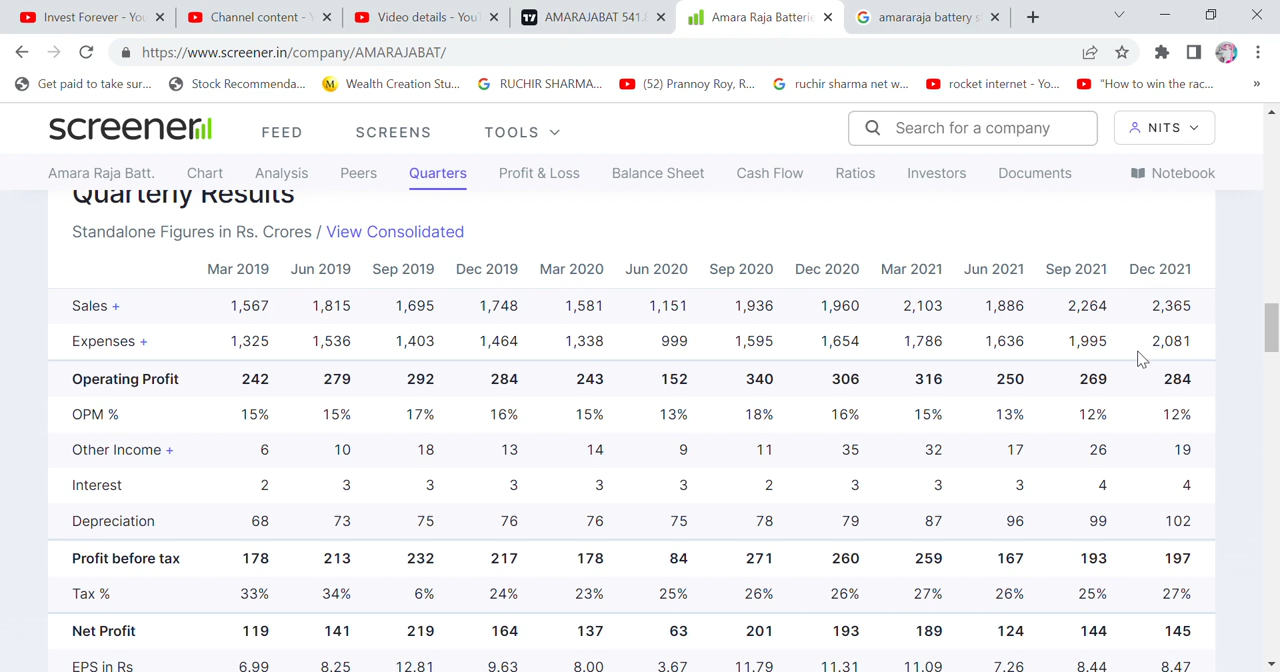 Invest Forever - You
Channel content - 
Video details - YouT
AMARAJABAT 541.
Amara Raja Batterie
amararaja battery s
https://www.screener.in/company/AMARAJABAT/
Get paid to take sur...
Stock Recommenda...
M Wealth Creation Stu...
RUCHIR SHARMA...
(52) Prannoy Roy, R...
ruchir sharma net w...
rocket internet - Yo...
"How to win the rac...
»
screener
FEED SCREENS TOOLS
Search for a company
NITS
Amara Raja Batt. Chart Analysis Peers Quarters Profit & Loss Balance Sheet Cash Flow Ratios Investors Documents Notebook
Quarterly Results
Standalone Figures in Rs. Crores / View Consolidated
Mar 2019 Jun 2019 Sep 2019 Dec 2019 Mar 2020 Jun 2020 Sep 2020 Dec 2020 Mar 2021 Jun 2021 Sep 2021 Dec 2021
Sales + 1,567 1,815 1,695 1,748 1,581 1,151 1,936 1,960 2,103 1,886 2,264 2,365
Expenses + 1,325 1,536 1,403 1,464 1,338 999 1,595 1,654 1,786 1,636 1,995 2,081
Operating Profit 242 279 292 284 243 152 340 306 316 250 269 284
OPM % 15% 15% 17% 16% 15% 13% 18% 16% 15% 13% 12% 12%
Other Income + 6 10 18 13 14 9 11 35 32 17 26 19
Interest 2 3 3 3 3 3 2 3 3 3 4 4
Depreciation 68 73 75 76 76 75 78 79 87 96 99 102
Profit before tax 178 213 232 217 178 84 271 260 259 167 193 197
Tax % 33% 34% 6% 24% 23% 25% 26% 26% 27% 26% 25% 27%
Net Profit 119 141 219 164 137 63 201 193 189 124 144 145
EPS in Rs 6.99 8.25 12.81 9.63 8.00 3.67 11.79 11.31 11.09 7.26 8.44 8.47